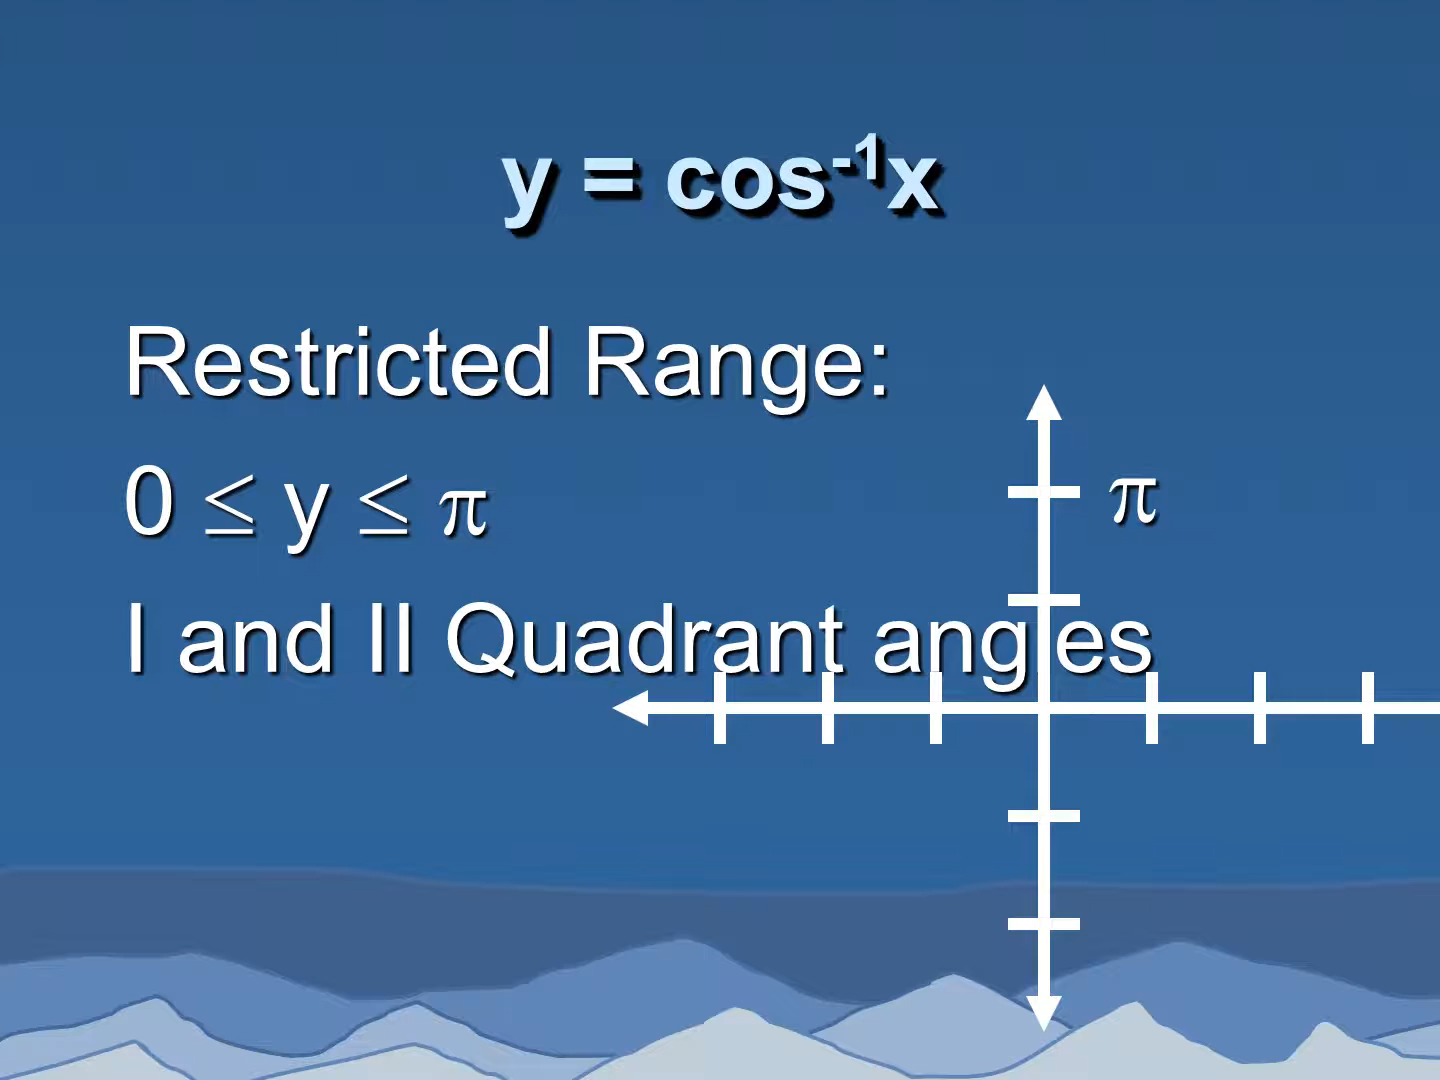 y = cos⁻¹x
Restricted Range:
0 ≤ y ≤ π
π
I and II Quadrant angles